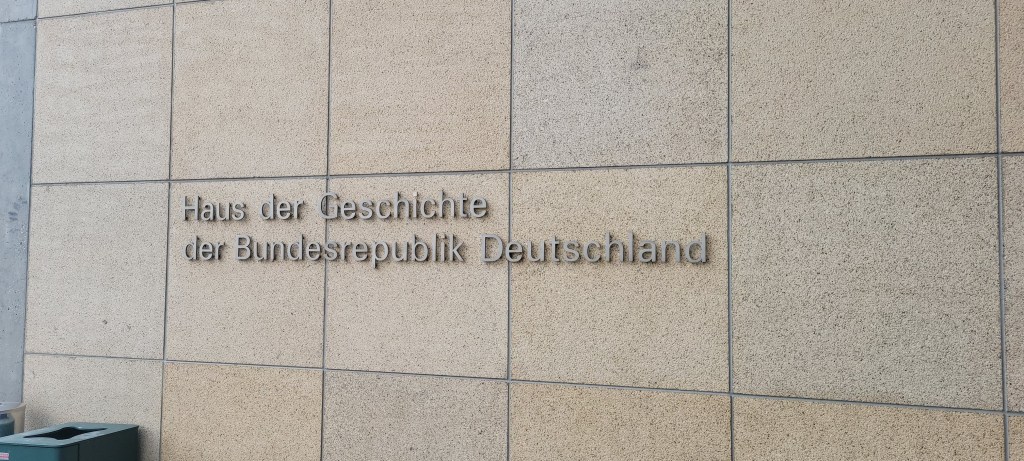 Haus der Geschichte
der Bundesrepublik Deutschland